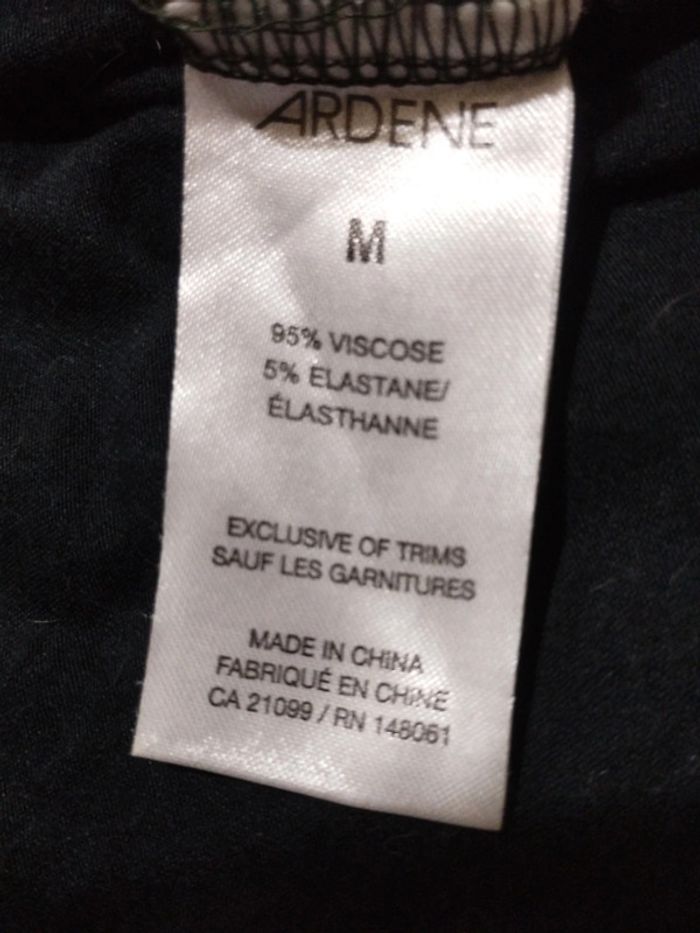 ARDENE
M
95% VISCOSE
5% ELASTANE/
ÉLASTHANNE
EXCLUSIVE OF TRIMS
SAUF LES GARNITURES
MADE IN CHINA
FABRIQUÉ EN CHINE
CA 21099 / RN 148061